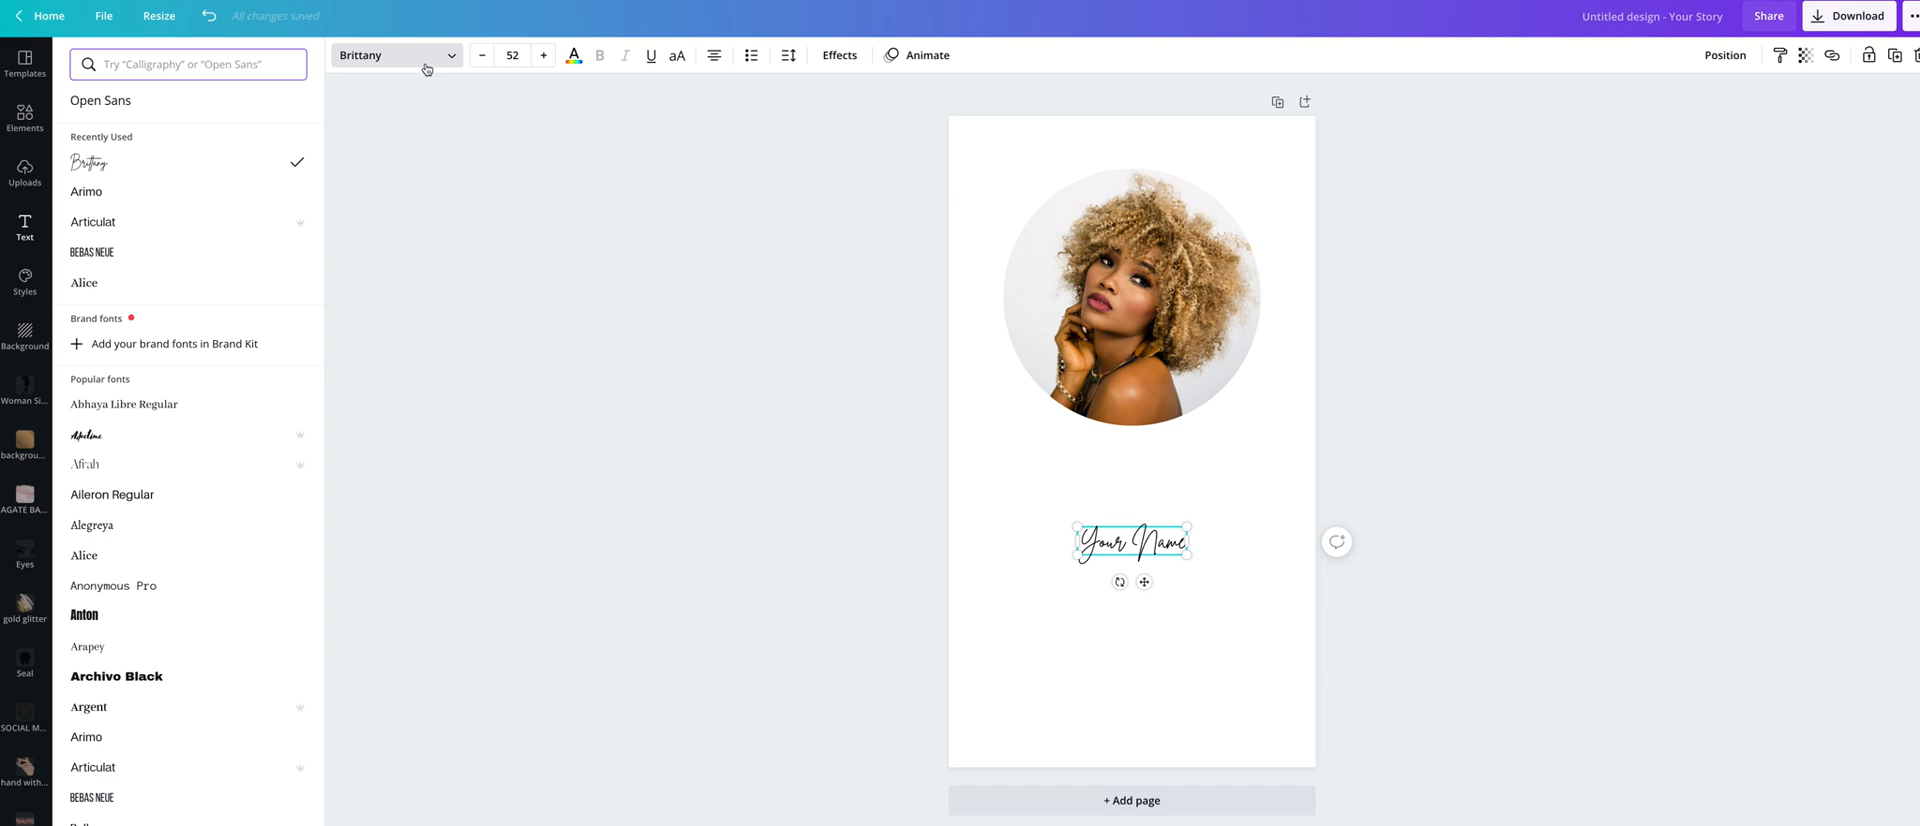 Home File Resize All changes saved Untitled design - Your Story Share Download
Templates
Elements
Uploads
Text
Styles
Background
Woman Si...
backgrou...
AGATE BA...
Eyes
gold glitter
Seal
SOCIAL M...
hand with...
Try "Calligraphy" or "Open Sans"
Open Sans
Recently Used
Brittany
Arimo
Articulat
BEBAS NEUE
Alice
Brand fonts
Add your brand fonts in Brand Kit
Popular fonts
Abhaya Libre Regular
Afrah
Aileron Regular
Alegreya
Alice
Anonymous Pro
Anton
Arapey
Archivo Black
Argent
Arimo
Articulat
BEBAS NEUE
Brittany 52 A B I U aA Effects Animate Position
Your Name
+ Add page